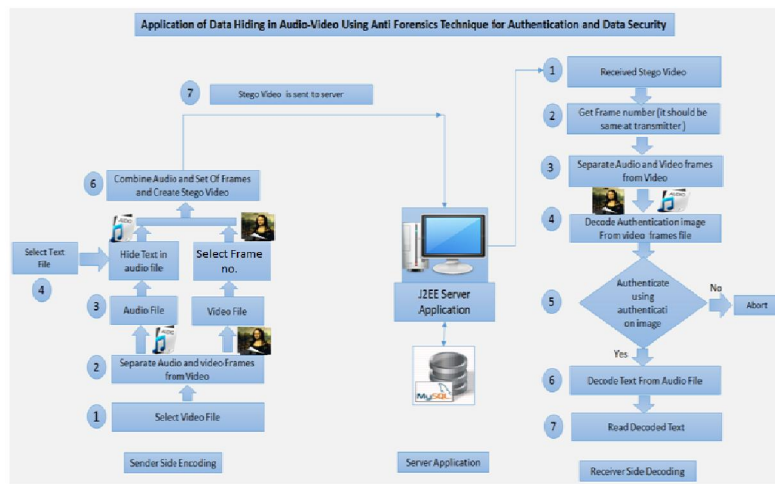 Application of Data Hiding in Audio-Video Using Anti Forensics Technique for Authentication and Data Security
7
Stego Video is sent to server
6
Combine Audio and Set Of Frames
and Create Stego Video
Select Text
File
4
Hide Text in
audio file
Select Frame
no.
3
Audio File
Video File
2
Separate Audio and video Frames
from Video
1
Select Video File
Sender Side Encoding
J2EE Server
Application
MySQL
Server Application
1
Received Stego Video
2
Get Frame number (it should be
same at transmitter )
3
Separate Audio and Video frames
from Video
4
Decode Authentication image
From video frames file
5
Authenticate
using
authenticati
on image
No
Abort
Yes
6
Decode Text From Audio File
7
Read Decoded Text
Receiver Side Decoding